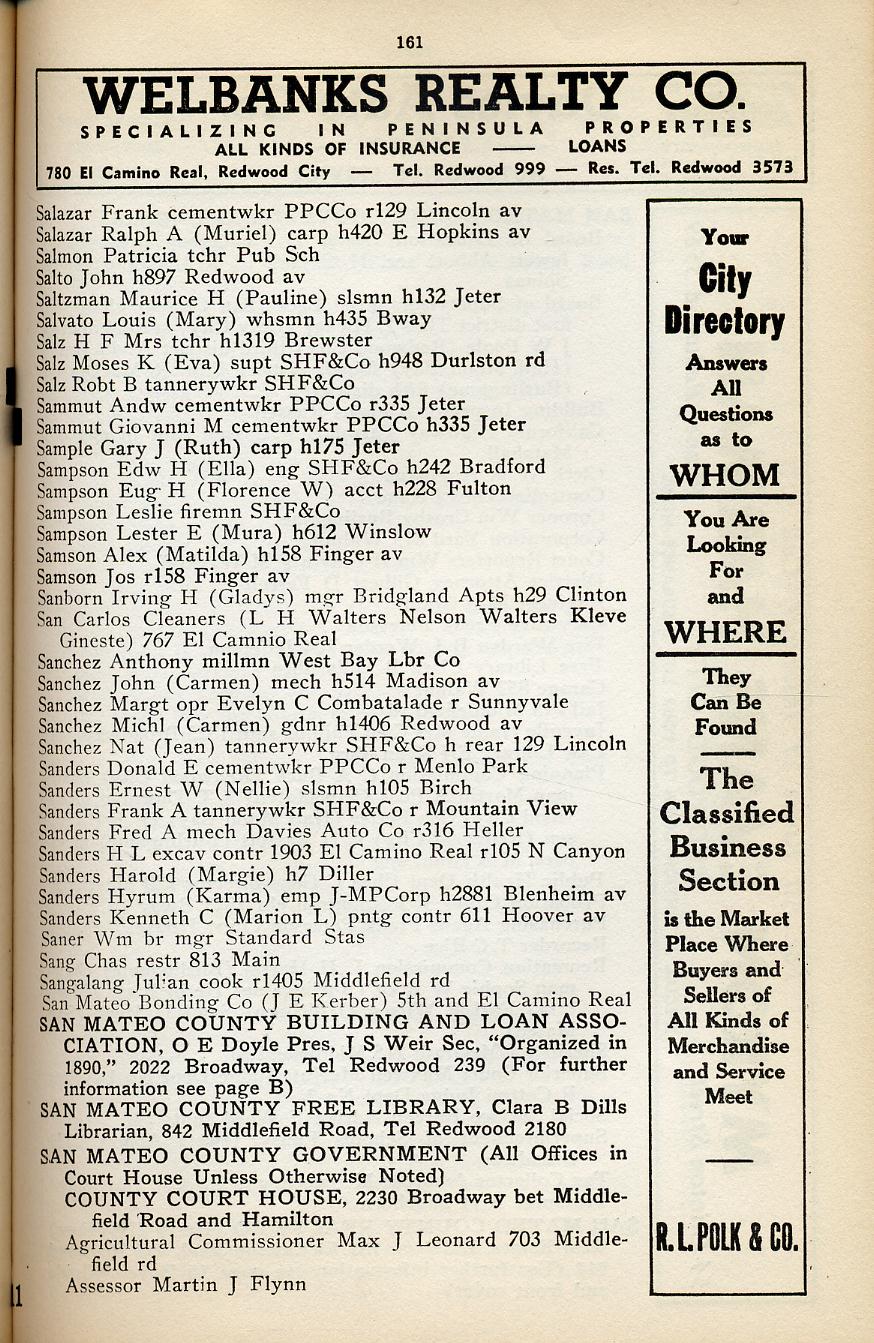 161
WELBANKS REALTY CO.
SPECIALIZING IN PENINSULA PROPERTIES
ALL KINDS OF INSURANCE — LOANS
780 El Camino Real, Redwood City — Tel. Redwood 999 — Res. Tel. Redwood 3573
Salazar Frank cementwkr PPCCo r129 Lincoln av
Salazar Ralph A (Muriel) carp h420 E Hopkins av
Salmon Patricia tchr Pub Sch
Salto John h897 Redwood av
Saltzman Maurice H (Pauline) slsmn h132 Jeter
Salvato Louis (Mary) whsmn h435 Bway
Salz H F Mrs tchr h1319 Brewster
Salz Moses K (Eva) supt SHF&Co h948 Durlston rd
Salz Robt B tannerywkr SHF&Co
Sammut Andw cementwkr PPCCo r335 Jeter
Sammut Giovanni M cementwkr PPCCo h335 Jeter
Sample Gary J (Ruth) carp h175 Jeter
Sampson Edw H (Ella) eng SHF&Co h242 Bradford
Sampson Eug H (Florence W) acct h228 Fulton
Sampson Leslie firemn SHF&Co
Sampson Lester E (Mura) h612 Winslow
Samson Alex (Matilda) h158 Finger av
Samson Jos r158 Finger av
Sanborn Irving H (Gladys) mgr Bridgland Apts h29 Clinton
San Carlos Cleaners (L H Walters Nelson Walters Kleve
Gineste) 767 El Camnio Real
Sanchez Anthony millmn West Bay Lbr Co
Sanchez John (Carmen) mech h514 Madison av
Sanchez Margt opr Evelyn C Combatalade r Sunnyvale
Sanchez Michl (Carmen) gdnr h1406 Redwood av
Sanchez Nat (Jean) tannerywkr SHF&Co h rear 129 Lincoln
Sanders Donald E cementwkr PPCCo r Menlo Park
Sanders Ernest W (Nellie) slsmn h105 Birch
Sanders Frank A tannerywkr SHF&Co r Mountain View
Sanders Fred A mech Davies Auto Co r316 Heller
Sanders H L excav contr 1903 El Camino Real r105 N Canyon
Sanders Harold (Margie) h7 Diller
Sanders Hyrum (Karma) emp J-MPCorp h2881 Blenheim av
Sanders Kenneth C (Marion L) pntg contr 611 Hoover av
Saner Wm br mgr Standard Stas
Sang Chas restr 813 Main
Sangalang Julian cook r1405 Middlefield rd
San Mateo Bonding Co (J E Kerber) 5th and El Camino Real
SAN MATEO COUNTY BUILDING AND LOAN ASSO-
CIATION, O E Doyle Pres, J S Weir Sec, “Organized in
1890,” 2022 Broadway, Tel Redwood 239 (For further
information see page B)
SAN MATEO COUNTY FREE LIBRARY, Clara B Dills
Librarian, 842 Middlefield Road, Tel Redwood 2180
SAN MATEO COUNTY GOVERNMENT (All Offices in
Court House Unless Otherwise Noted)
COUNTY COURT HOUSE, 2230 Broadway bet Middle-
field Road and Hamilton
Agricultural Commissioner Max J Leonard 703 Middle-
field rd
Assessor Martin J Flynn
Your
City
Directory
Answers
All
Questions
as to
WHOM
You Are
Looking
For
and
WHERE
They
Can Be
Found
The
Classified
Business
Section
is the Market
Place Where
Buyers and
Sellers of
All Kinds of
Merchandise
and Service
Meet
R. L. POLK & CO.